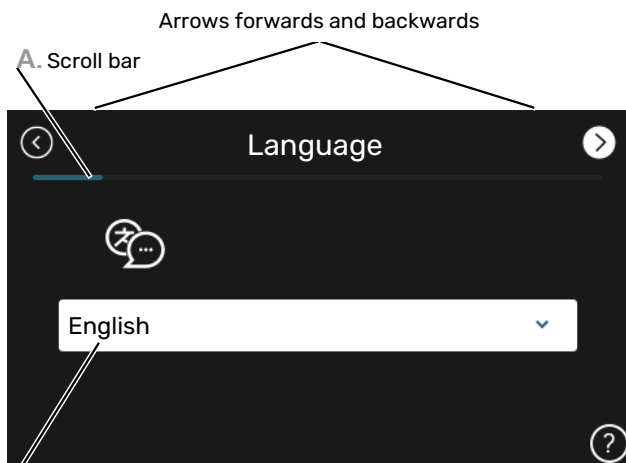 Arrows forwards and backwards
A. Scroll bar
Language
English
?